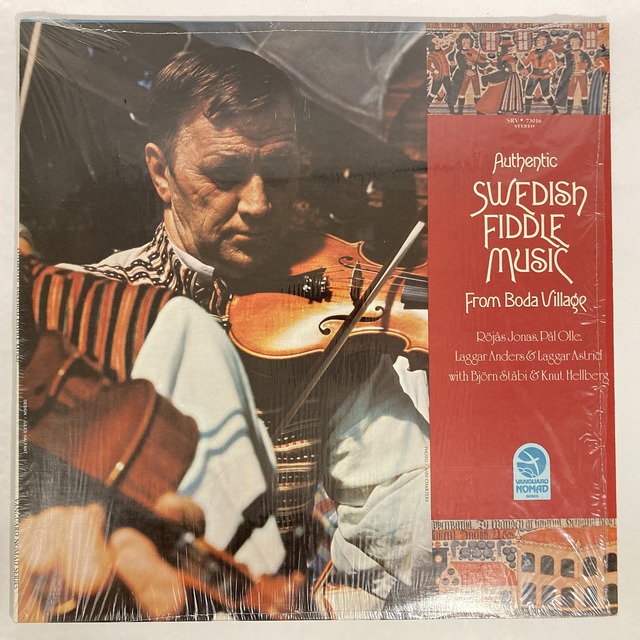 SRV • 73016
STEREO
Authentic
SWEDISH
FIDDLE
MUSIC
From Boda Village
Röjås Jonas, Pål Olle,
Laggar Anders & Laggar Astrid
with Björn Ståbi & Knut Hellberg
VANGUARD
NOMAD
SERIES